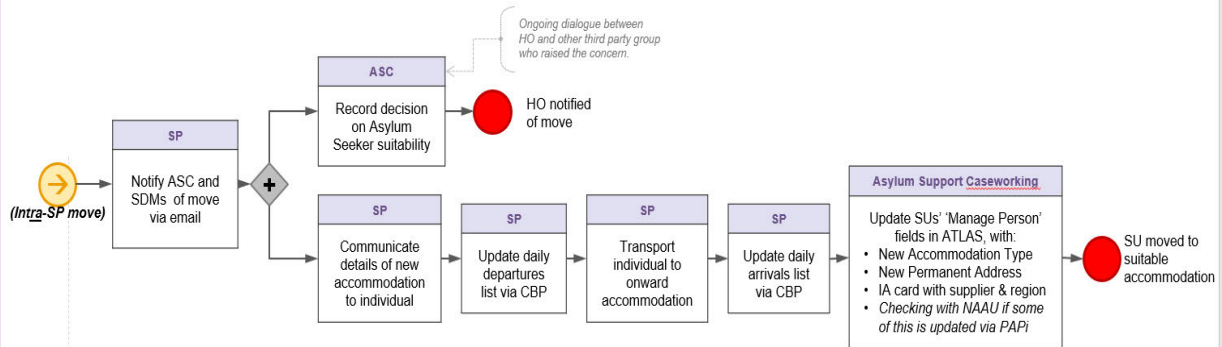 Ongoing dialogue between
HO and other third party group
who raised the concern.
ASC
Record decision
on Asylum
Seeker suitability
HO notified
of move
SP
Notify ASC and
SDMs of move
via email
(Intra-SP move)
SP
Communicate
details of new
accommodation
to individual
SP
Update daily
departures
list via CBP
SP
Transport
individual to
onward
accommodation
SP
Update daily
arrivals list
via CBP
Asylum Support Caseworking
Update SUs' 'Manage Person'
fields in ATLAS, with:
• New Accommodation Type
• New Permanent Address
• IA card with supplier & region
• Checking with NAAU if some
of this is updated via PAPi
SU moved to
suitable
accommodation